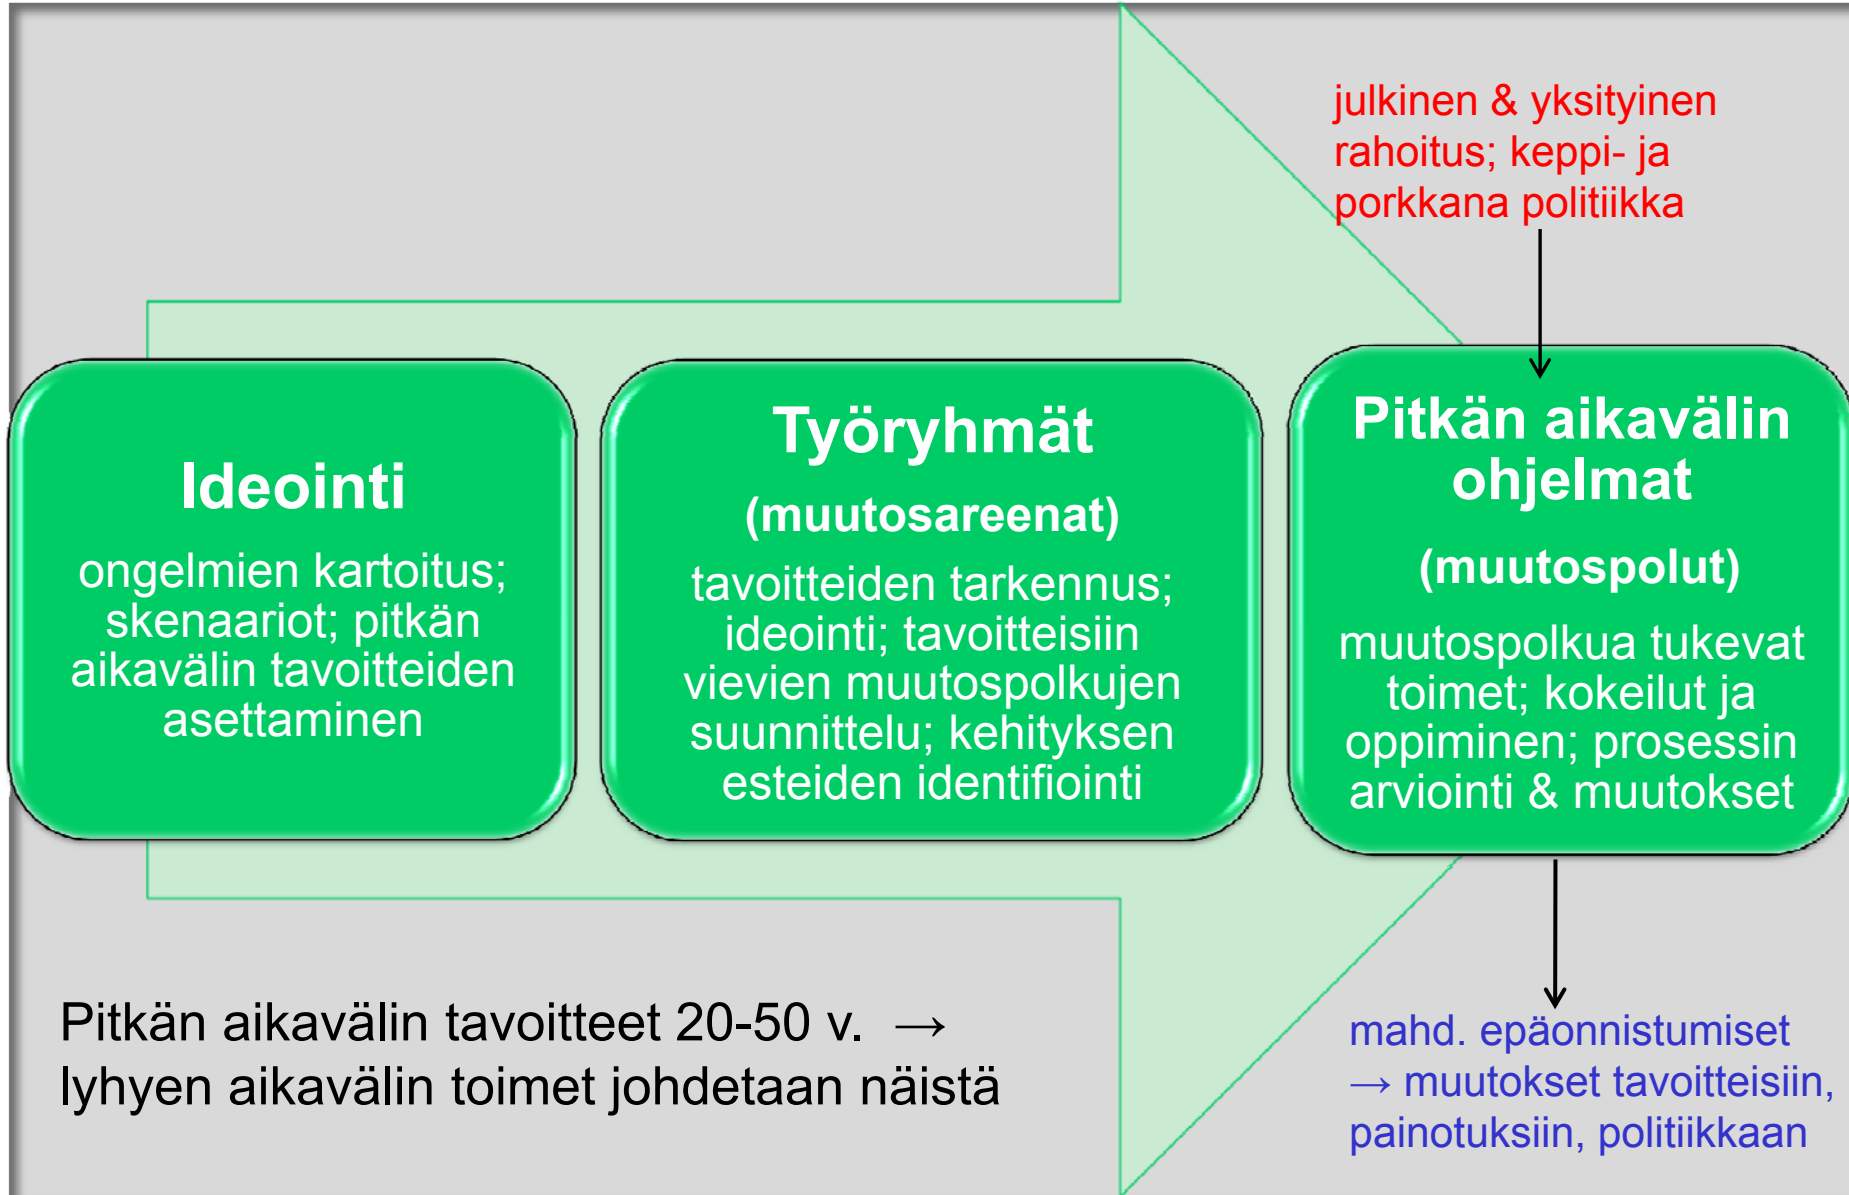 julkinen & yksityinen
rahoitus; keppi- ja
porkkana politiikka
Ideointi
ongelmien kartoitus;
skenaariot; pitkän
aikavälin tavoitteiden
asettaminen
Työryhmät
(muutosareenat)
tavoitteiden tarkennus;
ideointi; tavoitteisiin
vievien muutospolkujen
suunnittelu; kehityksen
esteiden identifiointi
Pitkän aikavälin
ohjelmat
(muutospolut)
muutospolkua tukevat
toimet; kokeilut ja
oppiminen; prosessin
arviointi & muutokset
Pitkän aikavälin tavoitteet 20-50 v. →
lyhyen aikavälin toimet johdetaan näistä
mahd. epäonnistumiset
→ muutokset tavoitteisiin,
painotuksiin, politiikkaan